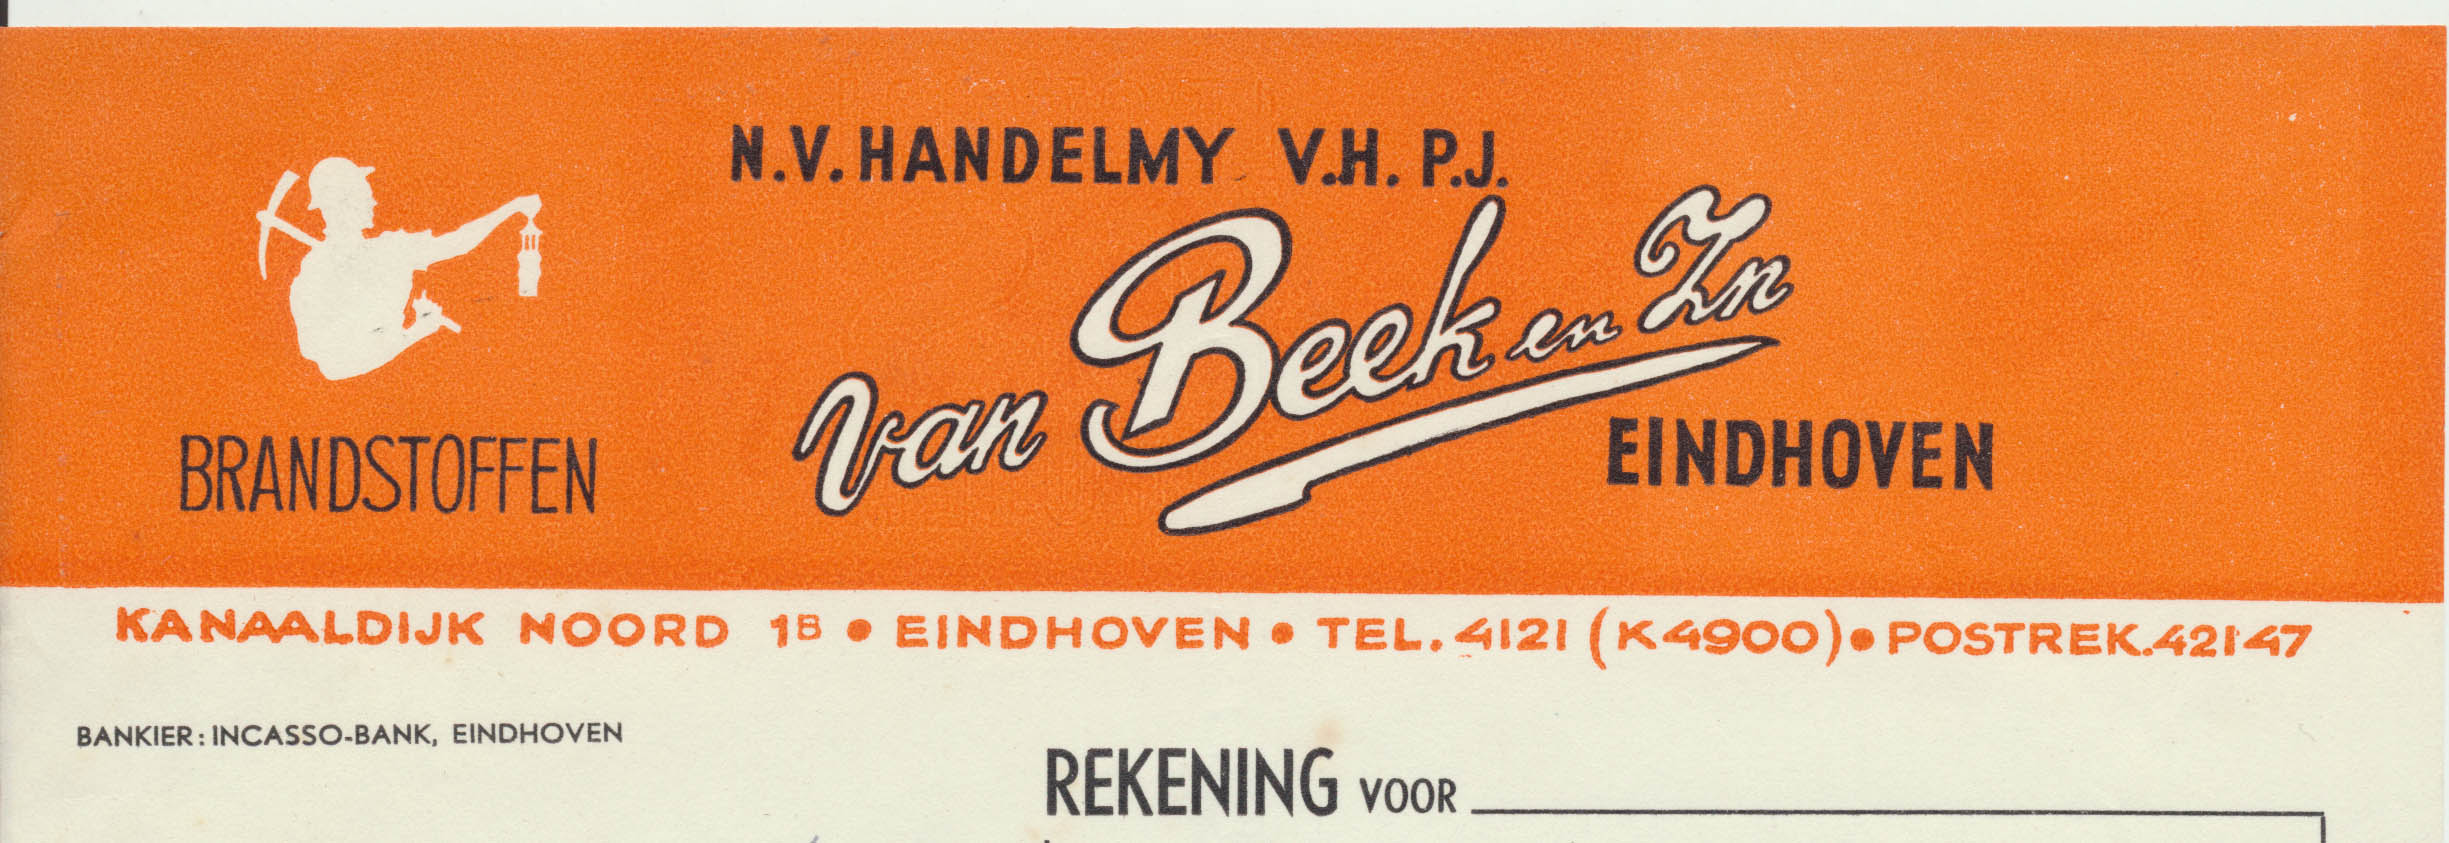 N.V. HANDELMY V.H. P.J.
van Beek en Zn
EINDHOVEN
BRANDSTOFFEN
KANAALDIJK NOORD 1B • EINDHOVEN • TEL. 4121 (K4900) • POSTREK. 42147
BANKIER: INCASSO-BANK, EINDHOVEN
REKENING VOOR